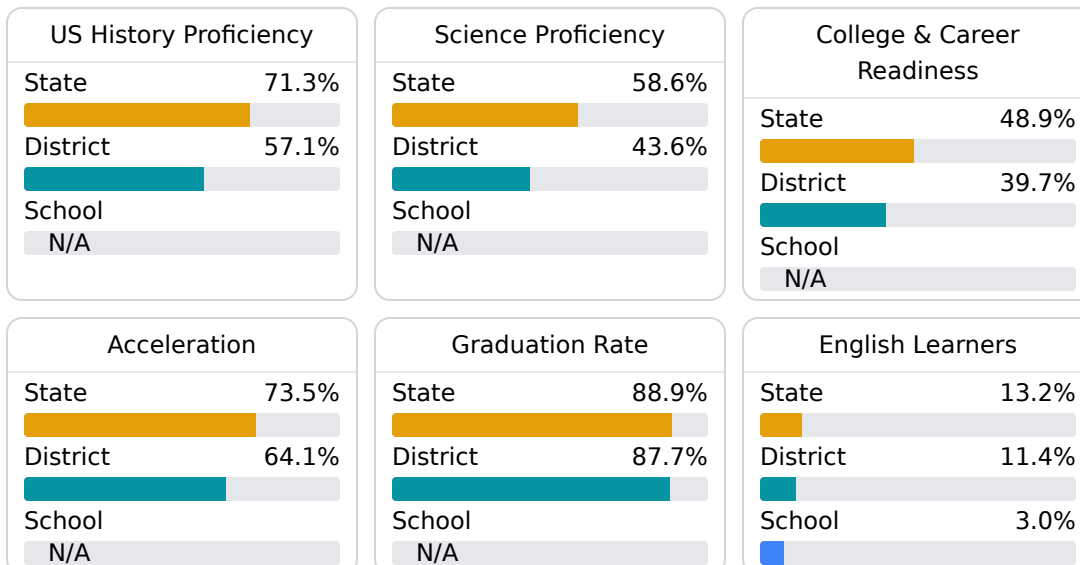 US History Proficiency
State 71.3%
District 57.1%
School
N/A
Science Proficiency
State 58.6%
District 43.6%
School
N/A
College & Career
Readiness
State 48.9%
District 39.7%
School
N/A
Acceleration
State 73.5%
District 64.1%
School
N/A
Graduation Rate
State 88.9%
District 87.7%
School
N/A
English Learners
State 13.2%
District 11.4%
School 3.0%